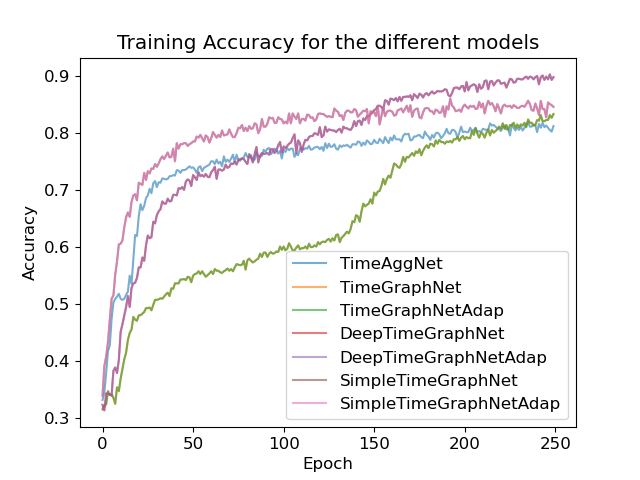 Training Accuracy for the different models
Accuracy
0.9
0.8
0.7
0.6
0.5
0.4
0.3
TimeAggNet
TimeGraphNet
TimeGraphNetAdap
DeepTimeGraphNet
DeepTimeGraphNetAdap
SimpleTimeGraphNet
SimpleTimeGraphNetAdap
0 50 100 150 200 250
Epoch